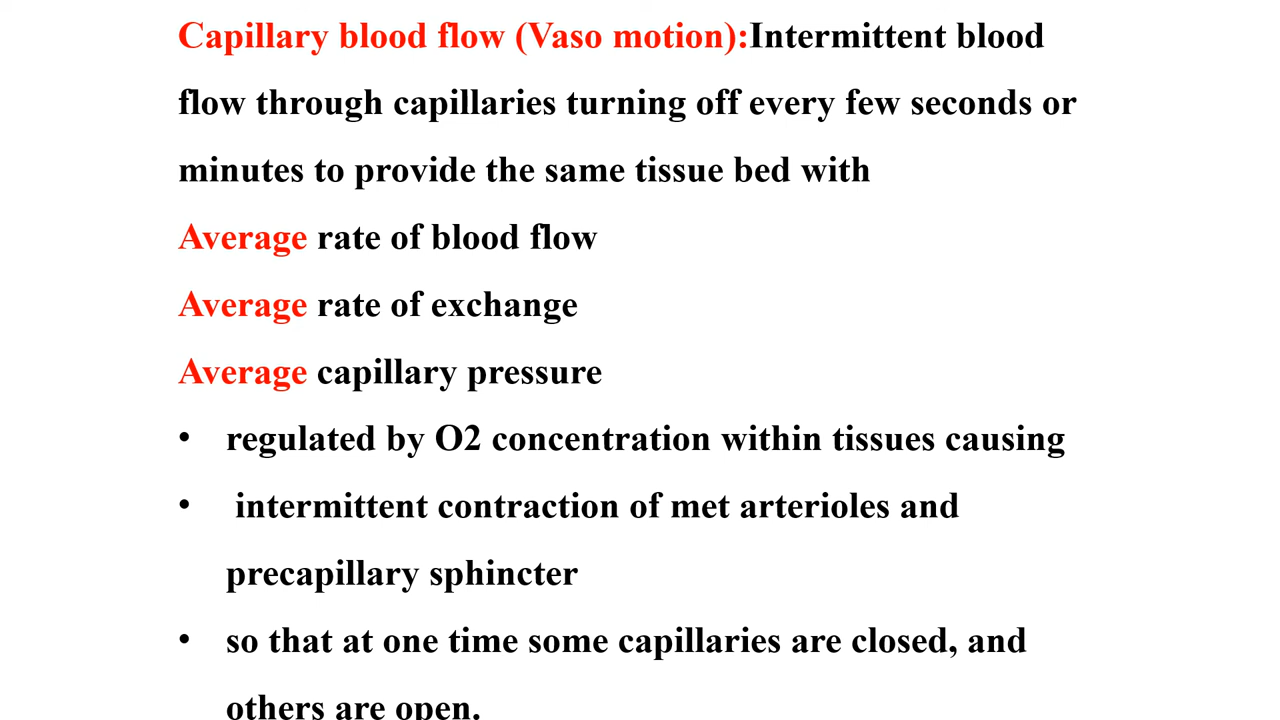 Capillary blood flow (Vaso motion):Intermittent blood
flow through capillaries turning off every few seconds or
minutes to provide the same tissue bed with
Average rate of blood flow
Average rate of exchange
Average capillary pressure
• regulated by O2 concentration within tissues causing
• intermittent contraction of met arterioles and
precapillary sphincter
• so that at one time some capillaries are closed, and
others are open.